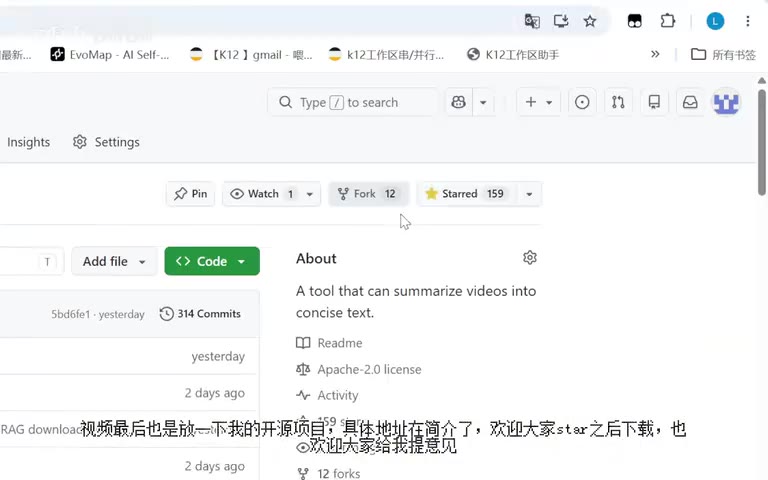 最新...
EvoMap - AI Self-...
【K12 】gmail - 喂...
k12工作区串/并行...
K12工作区助手
»
所有书签
L
Type / to search
Insights
Settings
Pin
Watch 1
Fork 12
Starred 159
T
Add file
Code
About
A tool that can summarize videos into
concise text.
5bd6fe1 · yesterday
314 Commits
Readme
yesterday
Apache-2.0 license
2 days ago
Activity
RAG download
视频最后也是放一下我的开源项目，具体地址在简介了，欢迎大家star之后下载，也
欢迎大家给我提意见
2 days ago
12 forks